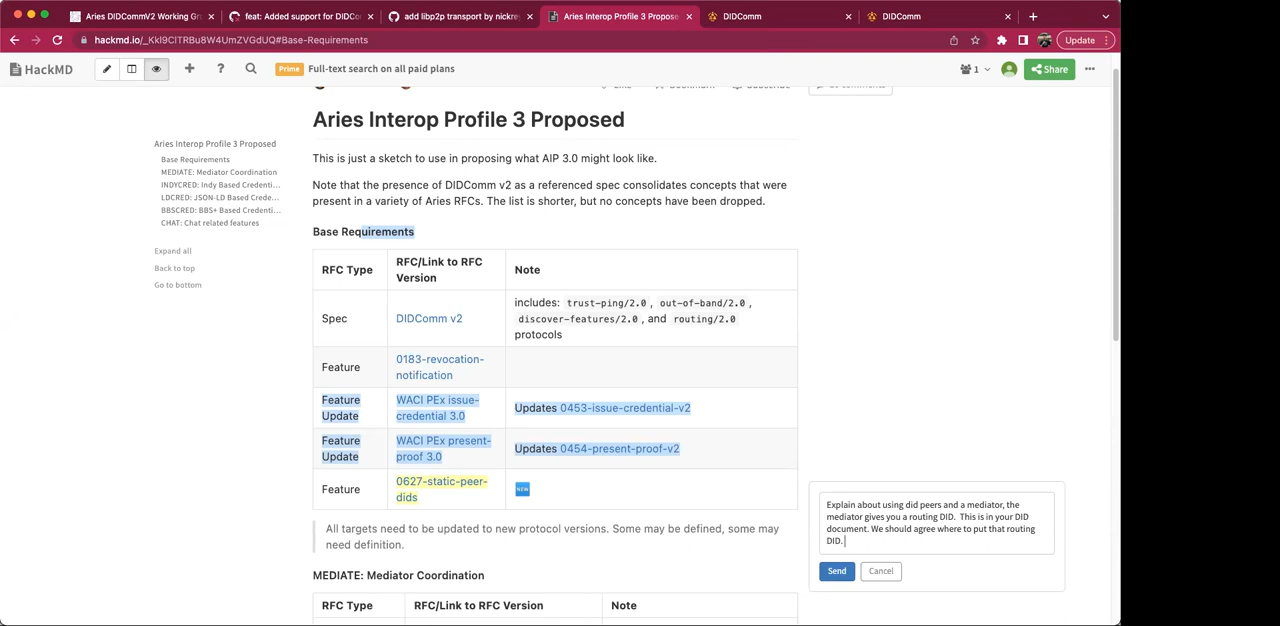 Aries DIDCommV2 Working Gr
feat: Added support for DIDCo
add libp2p transport by nickrey
Aries Interop Profile 3 Propose
DIDComm
DIDComm
hackmd.io/_KkI9ClTRBu8W4UmZVGdUQ#Base-Requirements
Update
HackMD
Prime Full-text search on all paid plans
1
Share
Aries Interop Profile 3 Proposed
Base Requirements
MEDIATE: Mediator Coordination
INDYCRED: Indy Based Credenti...
LDCRED: JSON-LD Based Crede...
BBSCRED: BBS+ Based Credenti...
CHAT: Chat related features
Expand all
Back to top
Go to bottom
Aries Interop Profile 3 Proposed
This is just a sketch to use in proposing what AIP 3.0 might look like.
Note that the presence of DIDComm v2 as a referenced spec consolidates concepts that were
present in a variety of Aries RFCs. The list is shorter, but no concepts have been dropped.
Base Requirements
RFC Type
RFC/Link to RFC
Version
Note
Spec
DIDComm v2
includes: trust-ping/2.0, out-of-band/2.0,
discover-features/2.0, and routing/2.0
protocols
Feature
0183-revocation-
notification
Feature
Update
WACI PEx issue-
credential 3.0
Updates 0453-issue-credential-v2
Feature
Update
WACI PEx present-
proof 3.0
Updates 0454-present-proof-v2
Feature
0627-static-peer-
dids
NEW
All targets need to be updated to new protocol versions. Some may be defined, some may
need definition.
MEDIATE: Mediator Coordination
RFC Type
RFC/Link to RFC Version
Note
Explain about using did peers and a mediator, the
mediator gives you a routing DID. This is in your DID
document. We should agree where to put that routing
DID.
Send
Cancel